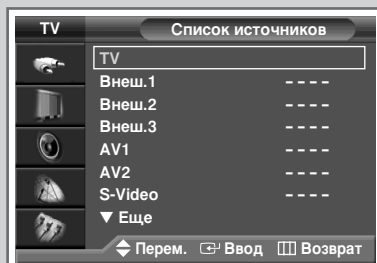 TV Список источников
TV
Внеш.1 - - - -
Внеш.2 - - - -
Внеш.3 - - - -
AV1 - - - -
AV2 - - - -
S-Video - - - -
▼ Еще
Перем. Ввод Возврат